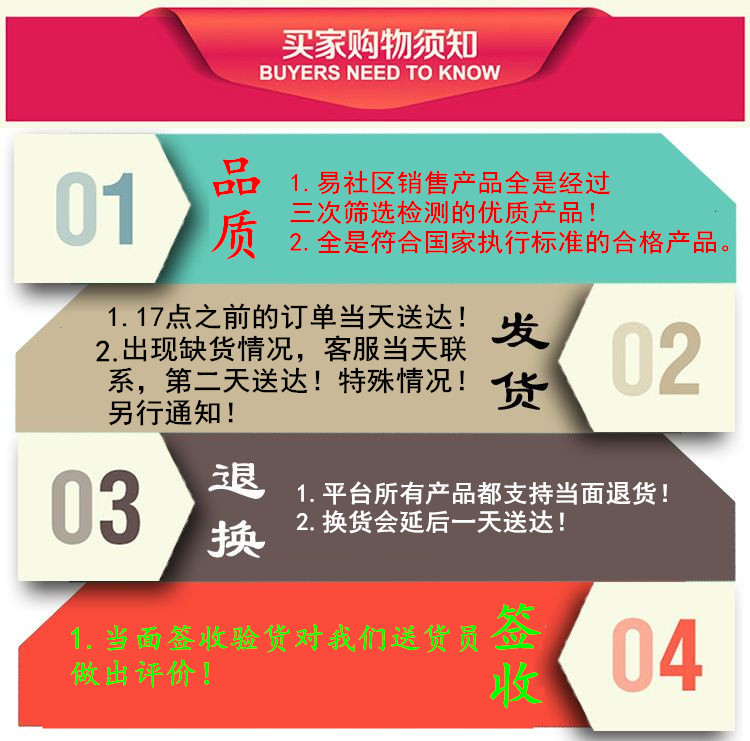 买家购物须知
BUYERS NEED TO KNOW
01
品质
1.易社区销售产品全是经过
三次筛选检测的优质产品！
2.全是符合国家执行标准的合格产品。
1.17点之前的订单当天送达！
2.出现缺货情况，客服当天联
系，第二天送达！特殊情况！
另行通知！
发货
02
03
退换
1.平台所有产品都支持当面退货！
2.换货会延后一天送达！
1.当面签收验货对我们送货员
做出评价！
签收
04